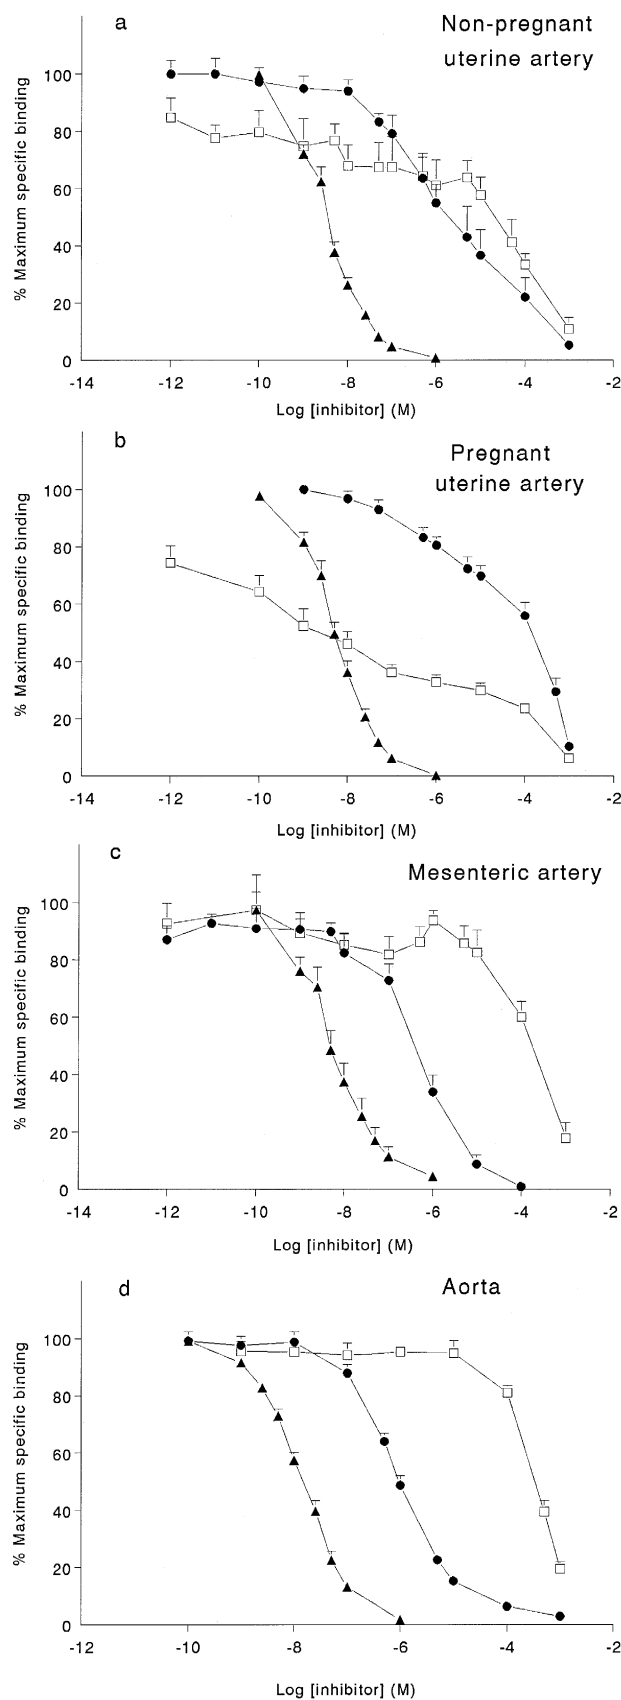 a
Non-pregnant
uterine artery
% Maximum specific binding
100
80
60
40
20
0
-14 -12 -10 -8 -6 -4 -2
Log [inhibitor] (M)
b
Pregnant
uterine artery
% Maximum specific binding
100
80
60
40
20
0
-14 -12 -10 -8 -6 -4 -2
Log [inhibitor] (M)
c
Mesenteric artery
% Maximum specific binding
100
80
60
40
20
0
-14 -12 -10 -8 -6 -4 -2
Log [inhibitor] (M)
d
Aorta
% Maximum specific binding
100
80
60
40
20
0
-12 -10 -8 -6 -4 -2
Log [inhibitor] (M)